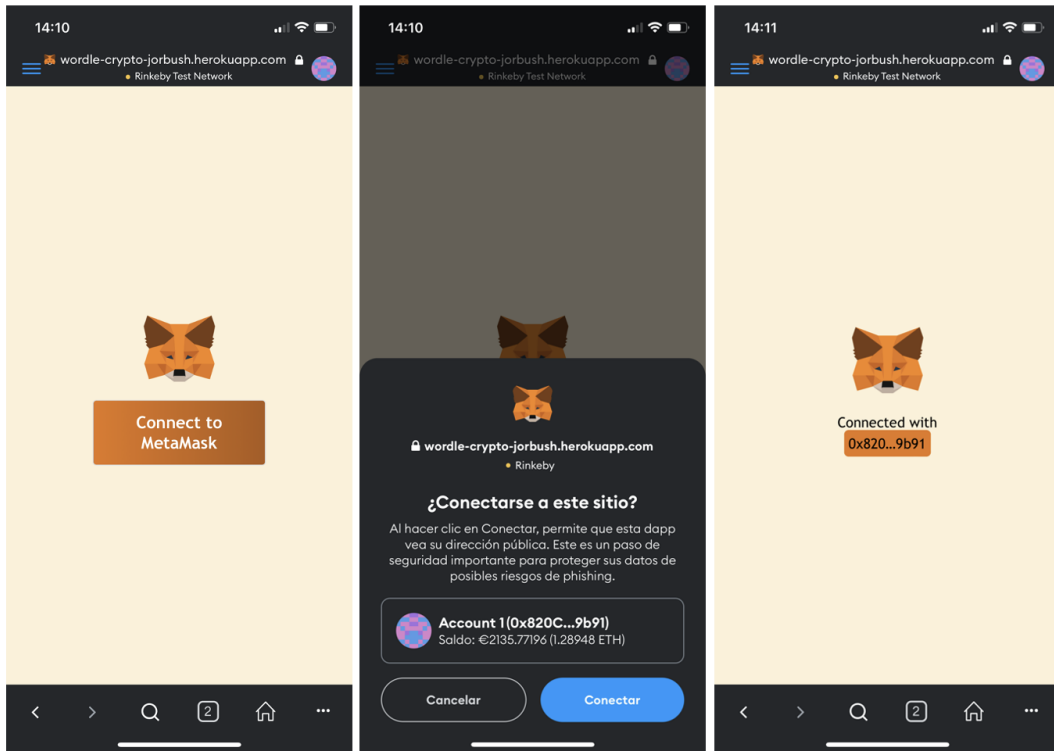 14:10
wordle-crypto-jorbush.herokuapp.com
Rinkeby Test Network
Connect to
MetaMask
2
14:10
wordle-crypto-jorbush.herokuapp.com
Rinkeby Test Network
wordle-crypto-jorbush.herokuapp.com
Rinkeby
¿Conectarse a este sitio?
Al hacer clic en Conectar, permite que esta dapp
vea su dirección pública. Este es un paso de
seguridad importante para proteger sus datos de
posibles riesgos de phishing.
Account 1 (0x820C...9b91)
Saldo: €2135.77196 (1.28948 ETH)
Cancelar
Conectar
14:11
wordle-crypto-jorbush.herokuapp.com
Rinkeby Test Network
Connected with
0x820...9b91
2